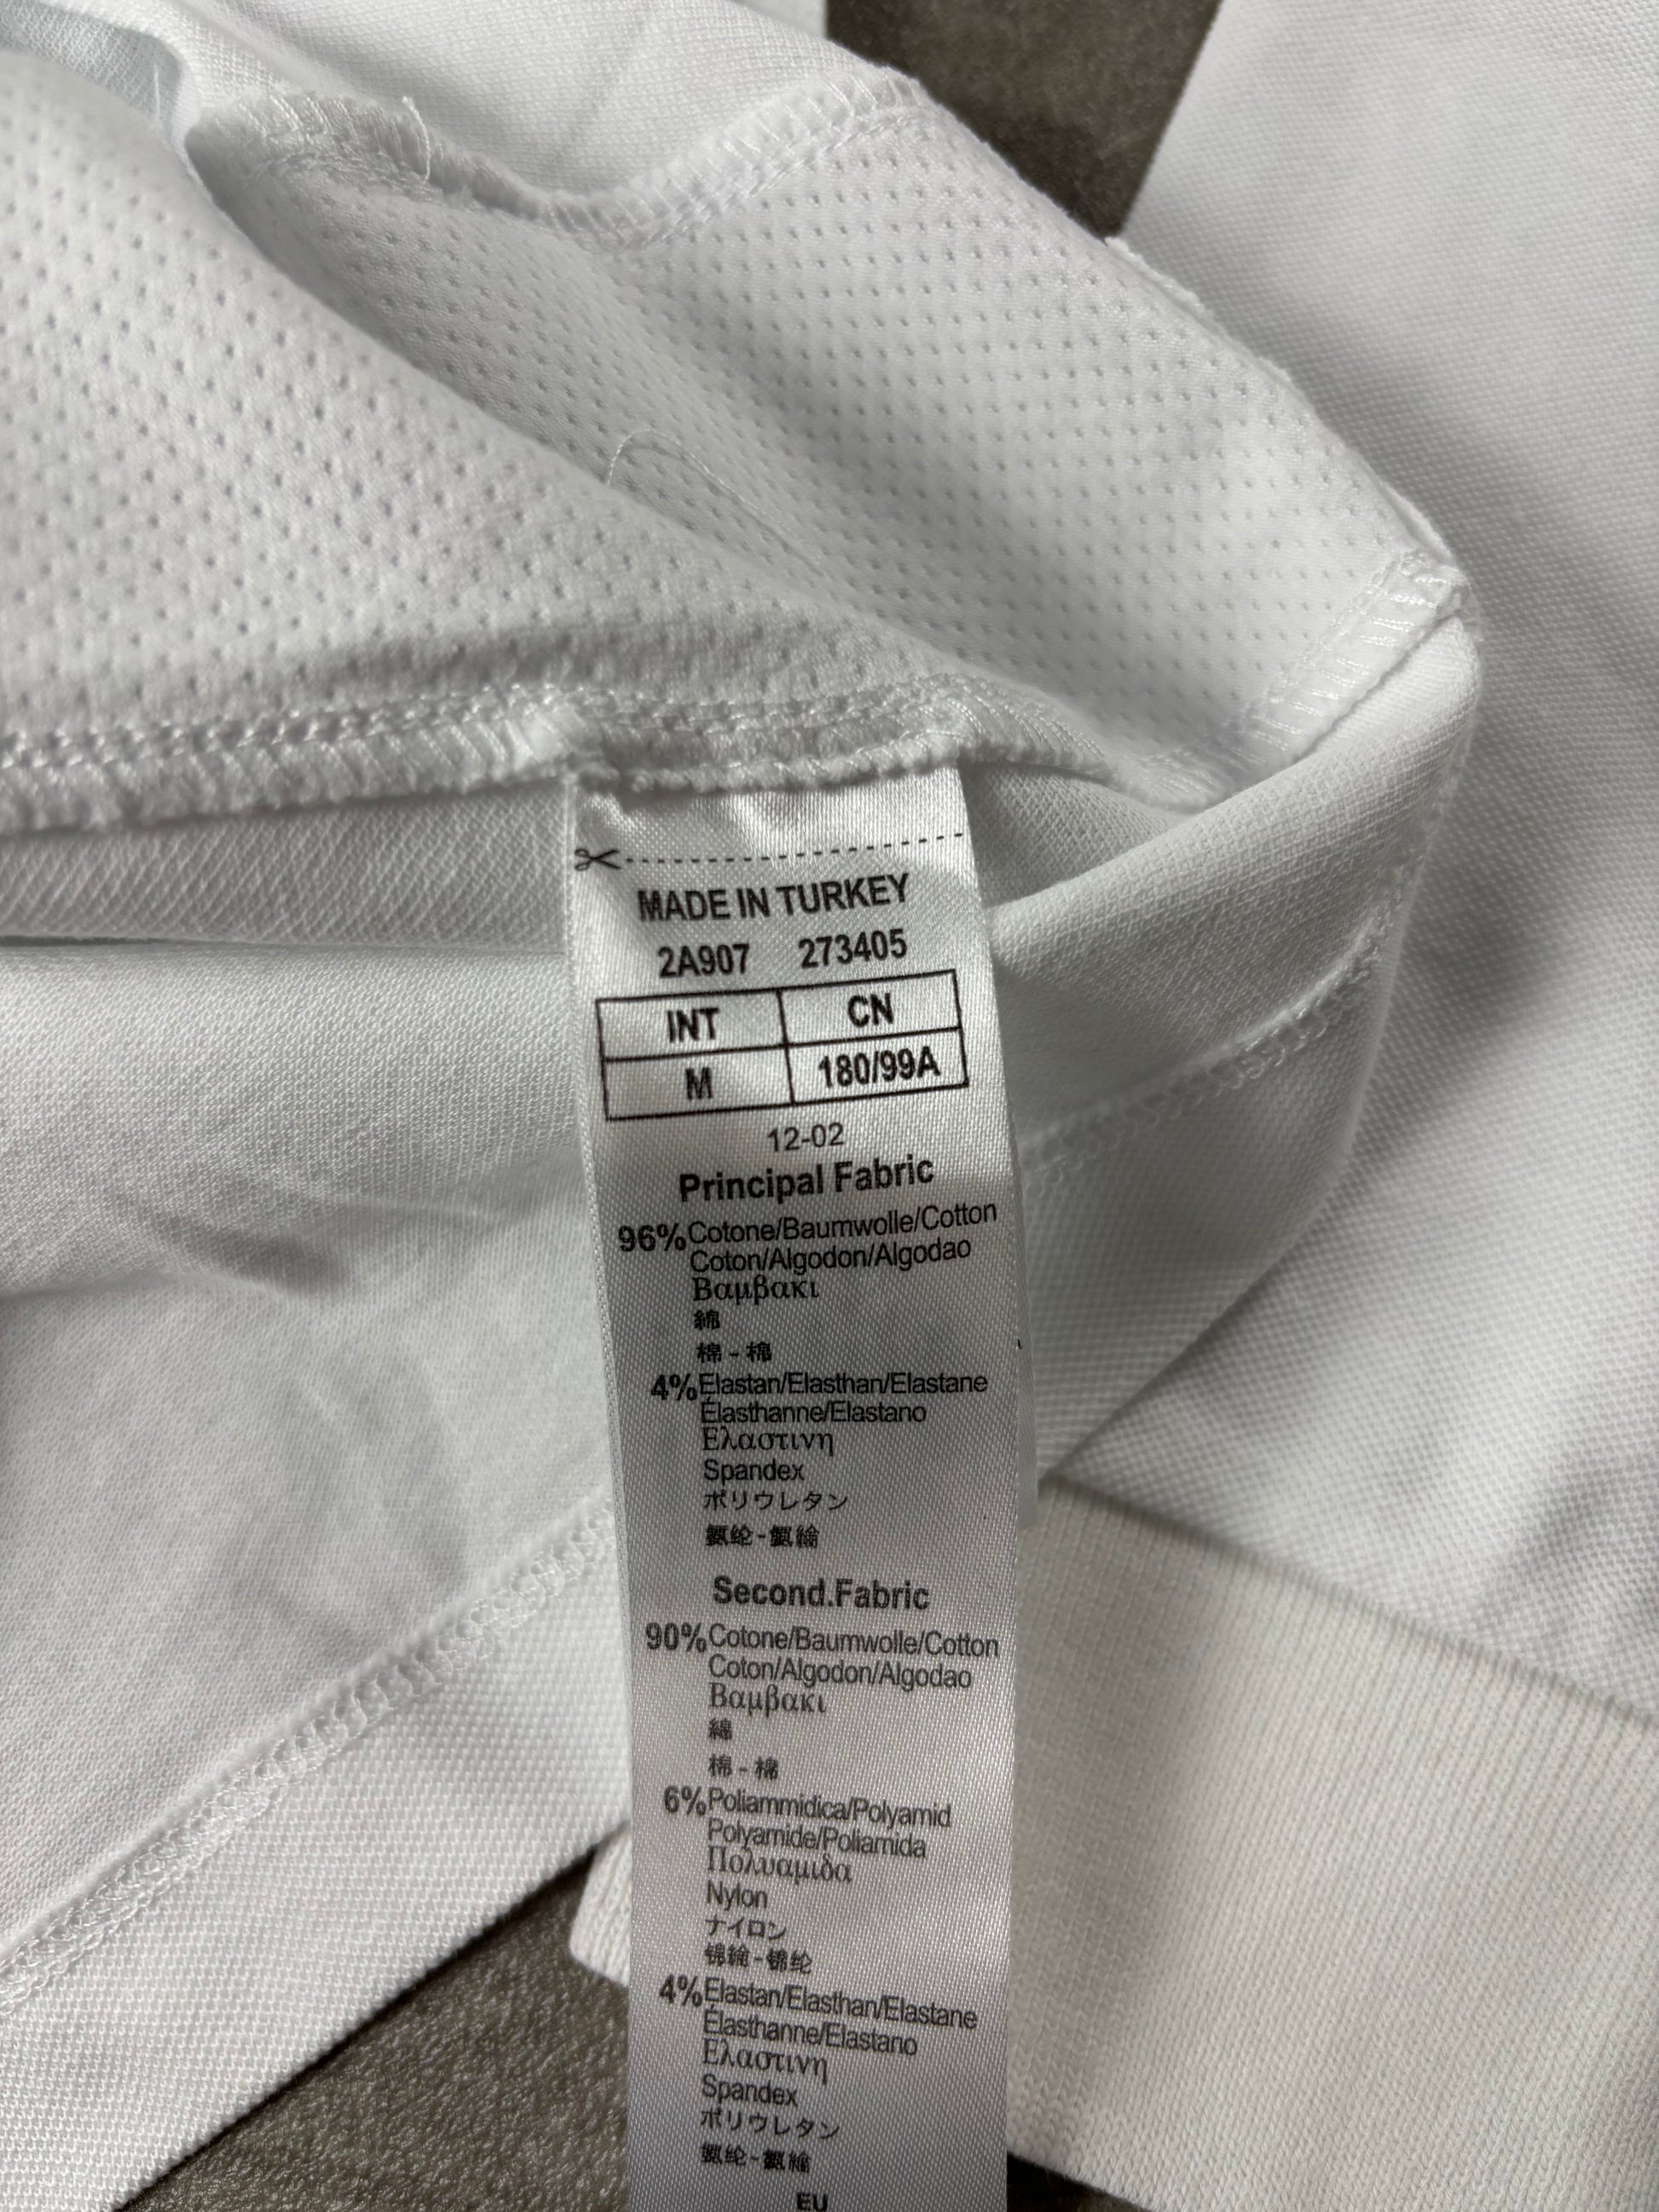 MADE IN TURKEY
2A907 273405
INT CN
M 180/99A
12-02
Principal Fabric
96% Cotone/Baumwolle/Cotton
Coton/Algodon/Algodao
Βαμβακι
綿
棉 - 棉
4% Elastan/Elasthan/Elastane
Élasthanne/Elastano
Ελαστινη
Spandex
ポリウレタン
氨纶-氨綸
Second.Fabric
90% Cotone/Baumwolle/Cotton
Coton/Algodon/Algodao
Βαμβακι
綿
棉 - 棉
6% Poliammidica/Polyamid
Polyamide/Poliamida
Πολυαμιδα
Nylon
ナイロン
锦綸-锦纶
4% Elastan/Elasthan/Elastane
Élasthanne/Elastano
Ελαστινη
Spandex
ポリウレタン
氨纶-氨綸
EU